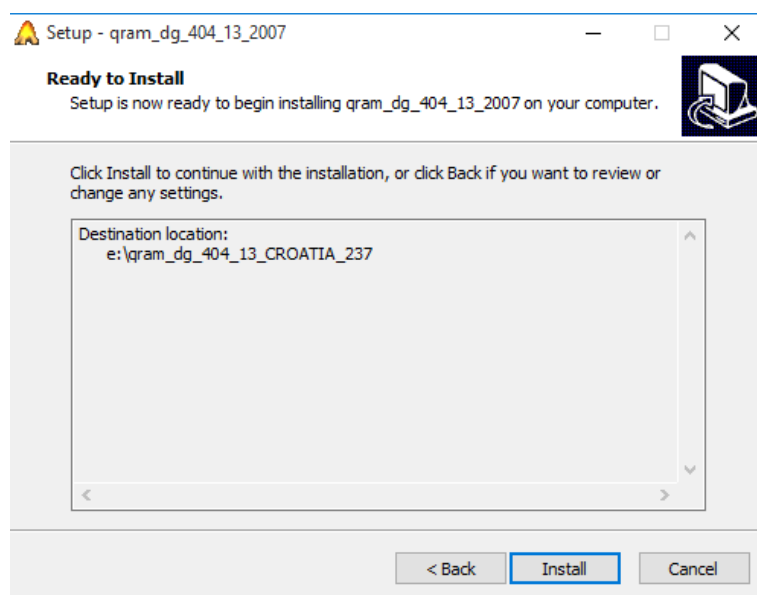 Setup - qram_dg_404_13_2007
Ready to Install
Setup is now ready to begin installing qram_dg_404_13_2007 on your computer.
Click Install to continue with the installation, or click Back if you want to review or
change any settings.
Destination location:
e:\qram_dg_404_13_CROATIA_237
< Back
Install
Cancel